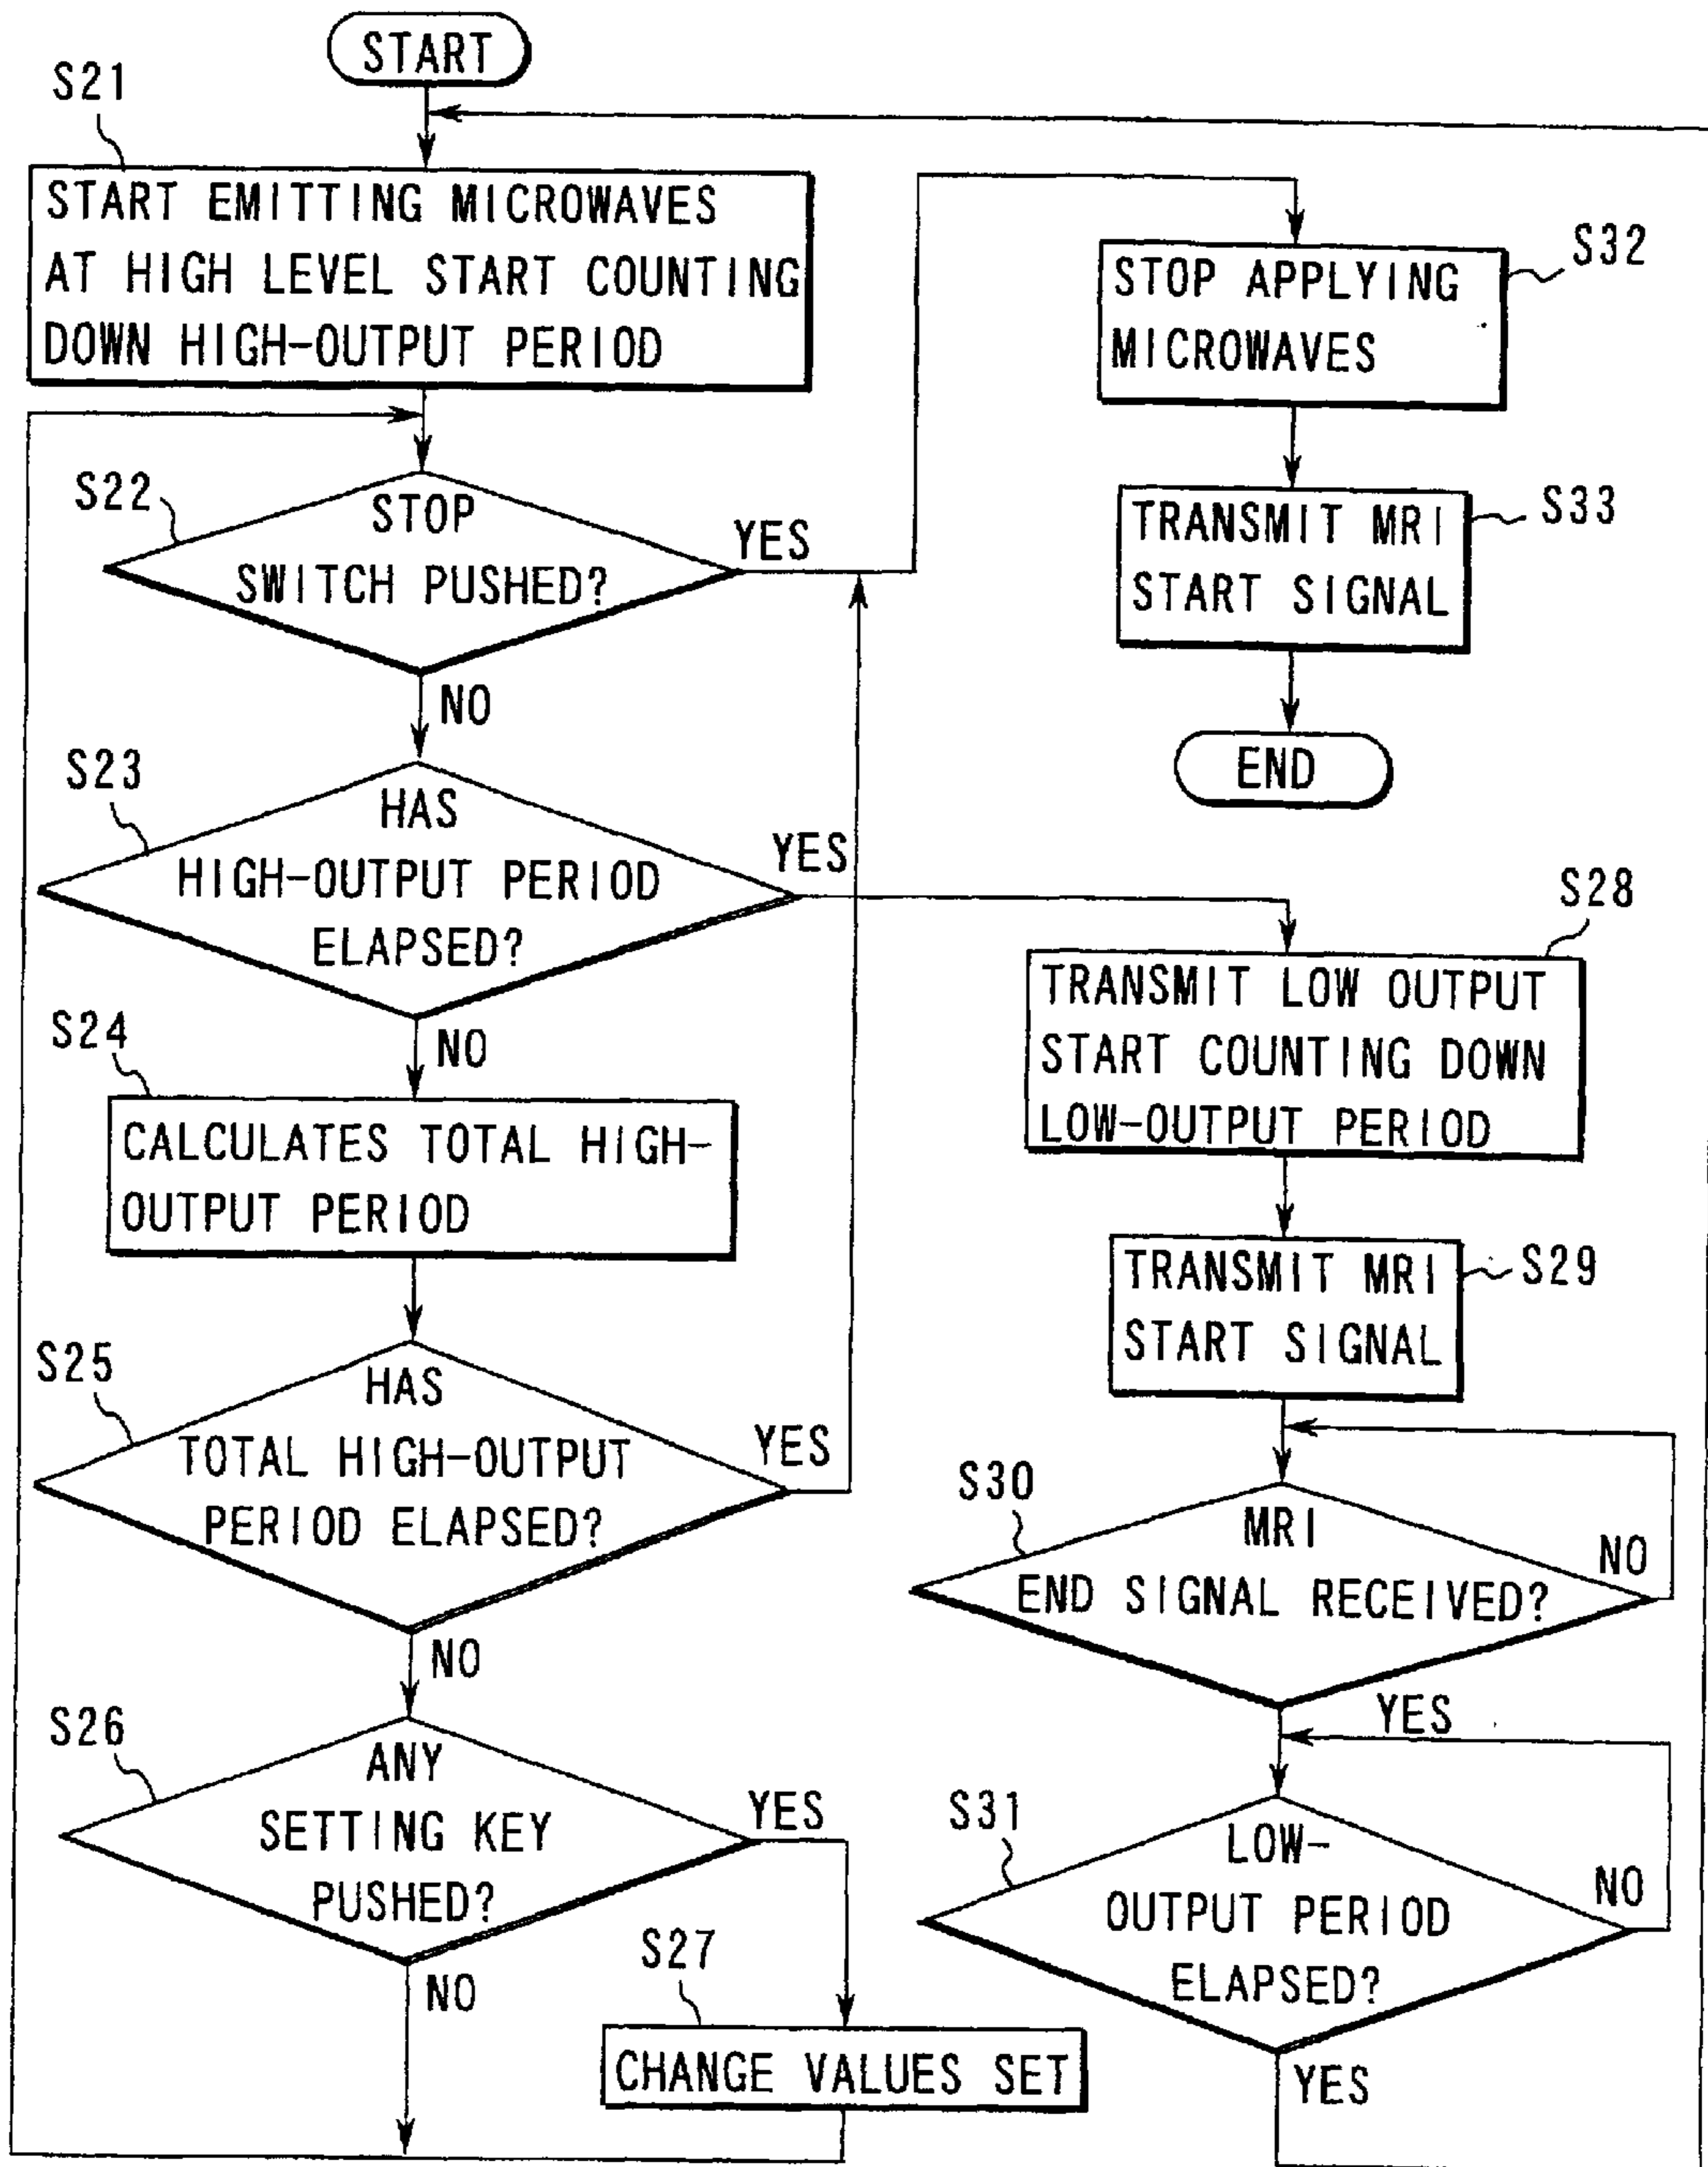 START
S21
START EMITTING MICROWAVES
AT HIGH LEVEL START COUNTING
DOWN HIGH-OUTPUT PERIOD
S22
STOP
SWITCH PUSHED?
YES
NO
S23
HAS
HIGH-OUTPUT PERIOD
ELAPSED?
YES
NO
S24
CALCULATES TOTAL HIGH-
OUTPUT PERIOD
S25
HAS
TOTAL HIGH-OUTPUT
PERIOD ELAPSED?
YES
NO
S26
ANY
SETTING KEY
PUSHED?
YES
NO
S27
CHANGE VALUES SET
S32
STOP APPLYING
MICROWAVES
S33
TRANSMIT MRI
START SIGNAL
END
S28
TRANSMIT LOW OUTPUT
START COUNTING DOWN
LOW-OUTPUT PERIOD
S29
TRANSMIT MRI
START SIGNAL
S30
MRI
END SIGNAL RECEIVED?
NO
YES
S31
LOW-
OUTPUT PERIOD
ELAPSED?
NO
YES